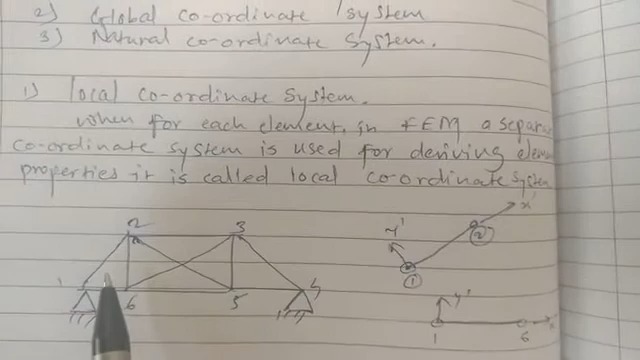 2) Global co-ordinate system
3) Natural co-ordinate system.
1) local co-ordinate system.
when for each element, in FEM a separ
co-ordinate system is used for deriving elem
properties it is called local co-ordinate system
2 3
1 6 5 4
y' x' 1 2
y' 1 6 x